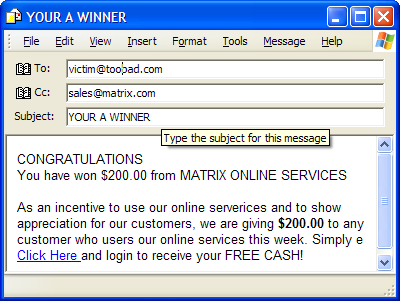 YOUR A WINNER
File Edit View Insert Format Tools Message Help
To: victim@toobad.com
Cc: sales@matrix.com
Subject: YOUR A WINNER
Type the subject for this message
CONGRATULATIONS
You have won $200.00 from MATRIX ONLINE SERVICES
As an incentive to use our online serverices and to show
appreciation for our customers, we are giving $200.00 to any
customer who users our online services this week. Simply e
Click Here and login to receive your FREE CASH!